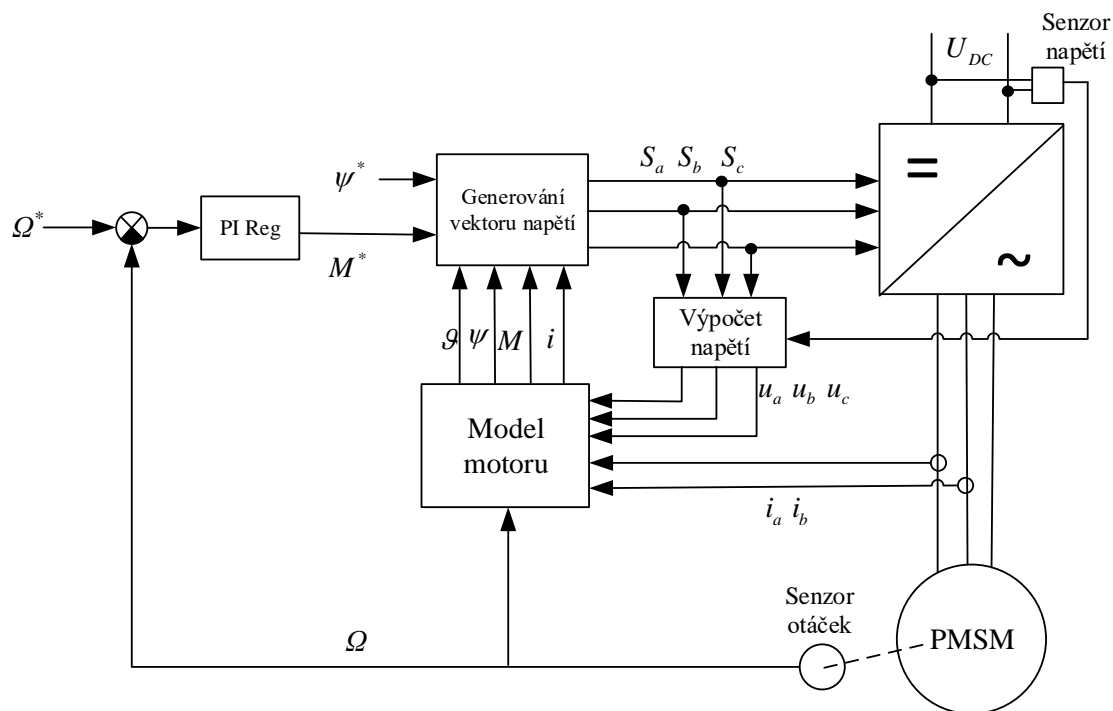 Senzor
napětí
U_DC
S_a S_b S_c
=
~
ψ*
Generování
vektoru napětí
Ω*
PI Reg
M*
ϑ ψ M i
Výpočet
napětí
u_a u_b u_c
Model
motoru
i_a i_b
Senzor
otáček
PMSM
Ω